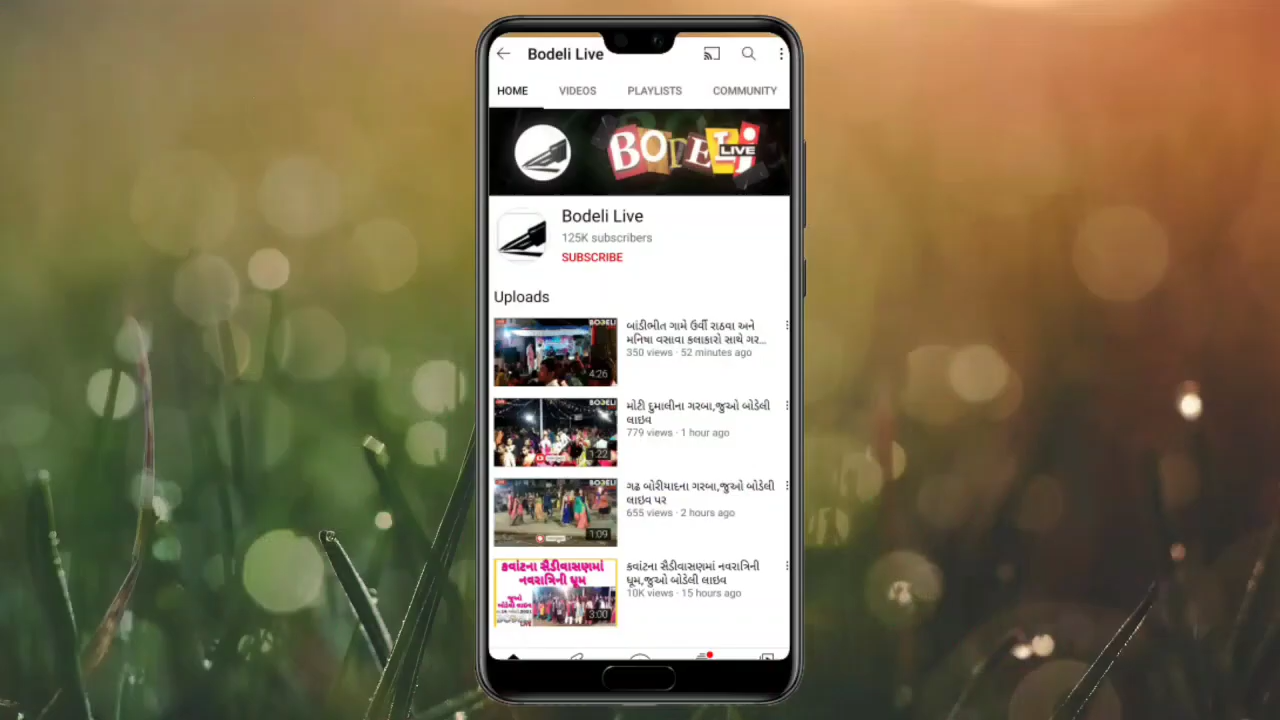 Bodeli Live
HOME VIDEOS PLAYLISTS COMMUNITY
BODELi
LIVE
Bodeli Live
125K subscribers
SUBSCRIBE
Uploads
BODELI
4:26
બાંડીભીત ગામે ઉર્વી રાઠવા અને
મનિષા વસાવા કલાકારો સાથે ગર...
350 views · 52 minutes ago
BODELI
1:22
મોટી દુમાલીના ગરબા,જુઓ બોડેલી
લાઇવ
779 views · 1 hour ago
BODELI
1:09
ગઢ બોરીયાદના ગરબા,જુઓ બોડેલી
લાઇવ પર
655 views · 2 hours ago
કવાંટના સૈડીવાસણમાં
નવરાત્રિની ધૂમ
જુઓ
બોડેલી લાઇવ
3:00
કવાંટના સૈડીવાસણમાં નવરાત્રિની
ધૂમ,જુઓ બોડેલી લાઇવ
10K views · 15 hours ago